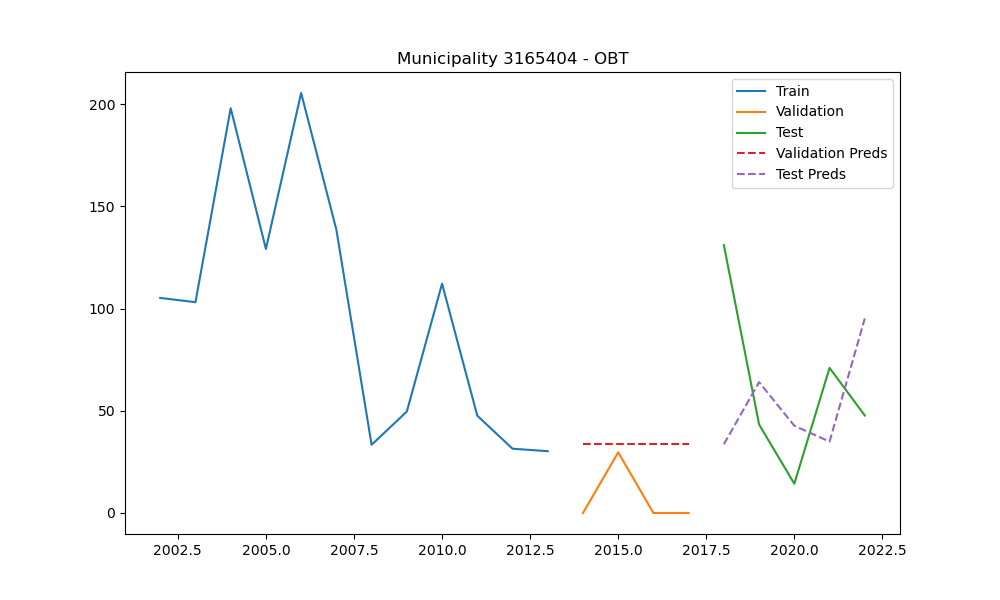 Municipality 3165404 - OBT
Train
Validation
Test
Validation Preds
Test Preds
200
150
100
50
0
2002.5 2005.0 2007.5 2010.0 2012.5 2015.0 2017.5 2020.0 2022.5